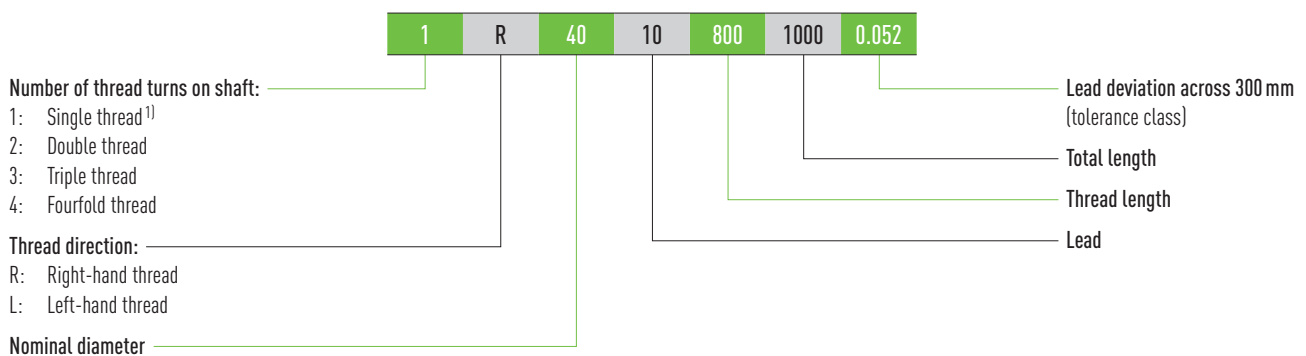 1 R 40 10 800 1000 0.052
Number of thread turns on shaft:
1: Single thread 1)
2: Double thread
3: Triple thread
4: Fourfold thread
Thread direction:
R: Right-hand thread
L: Left-hand thread
Nominal diameter
Lead deviation across 300 mm
(tolerance class)
Total length
Thread length
Lead